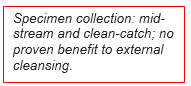 Specimen collection: mid-
stream and clean-catch; no
proven benefit to external
cleansing.